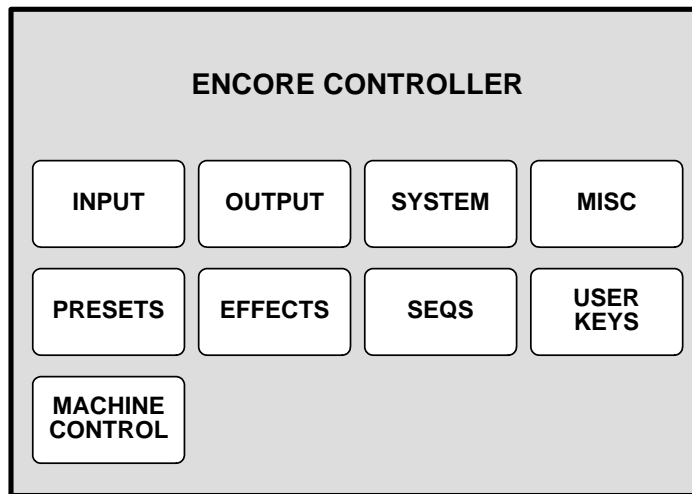 ENCORE CONTROLLER
INPUT
OUTPUT
SYSTEM
MISC
PRESETS
EFFECTS
SEQS
USER
KEYS
MACHINE
CONTROL